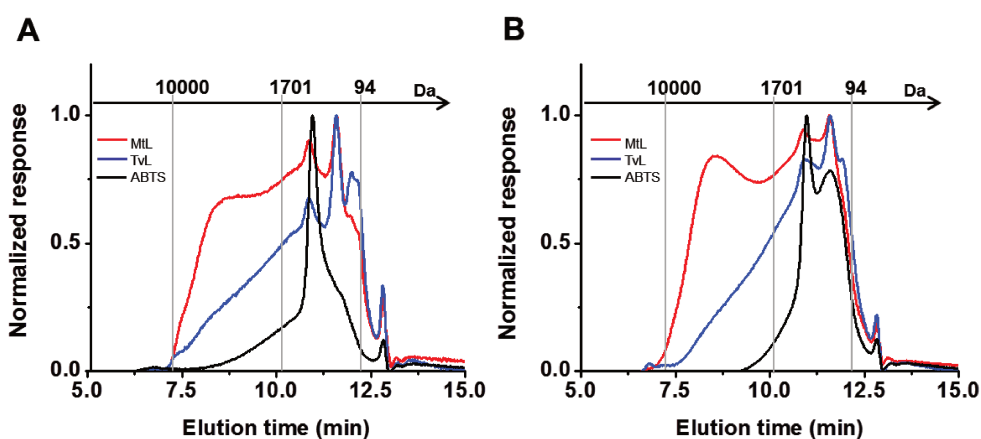 A
10000 1701 94 Da
1.0
MtL
TvL
ABTS
0.5
0.0
5.0 7.5 10.0 12.5 15.0
Normalized response
Elution time (min)
B
10000 1701 94 Da
1.0
MtL
TvL
ABTS
0.5
0.0
5.0 7.5 10.0 12.5 15.0
Normalized response
Elution time (min)